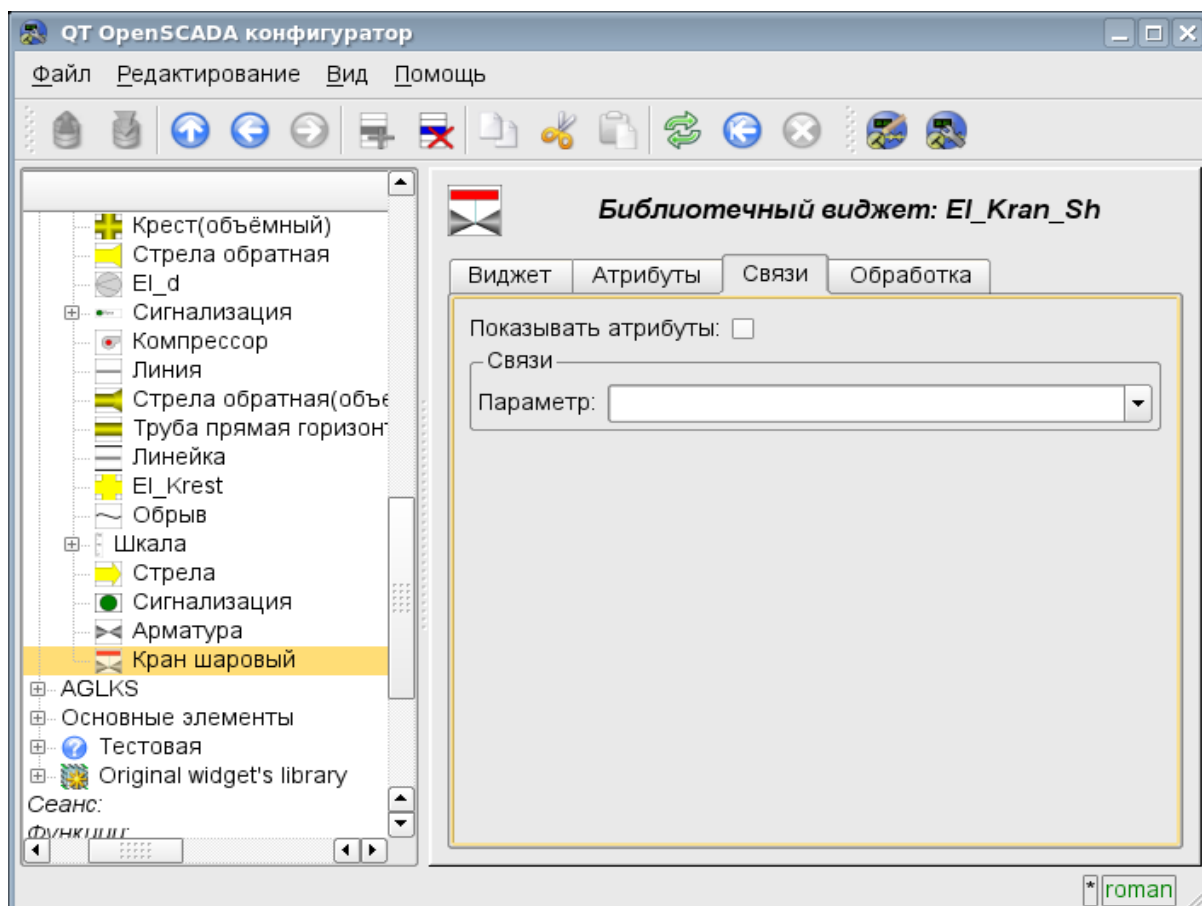 QT OpenSCADA конфигуратор
Файл Редактирование Вид Помощь
Крест(объёмный)
Стрела обратная
El_d
Сигнализация
Компрессор
Линия
Стрела обратная(объе
Труба прямая горизонт
Линейка
El_Krest
Обрыв
Шкала
Стрела
Сигнализация
Арматура
Кран шаровый
AGLKS
Основные элементы
Тестовая
Original widget's library
Сеанс:
Функции:
Библиотечный виджет: El_Kran_Sh
Виджет Атрибуты Связи Обработка
Показывать атрибуты:
Связи
Параметр:
* roman